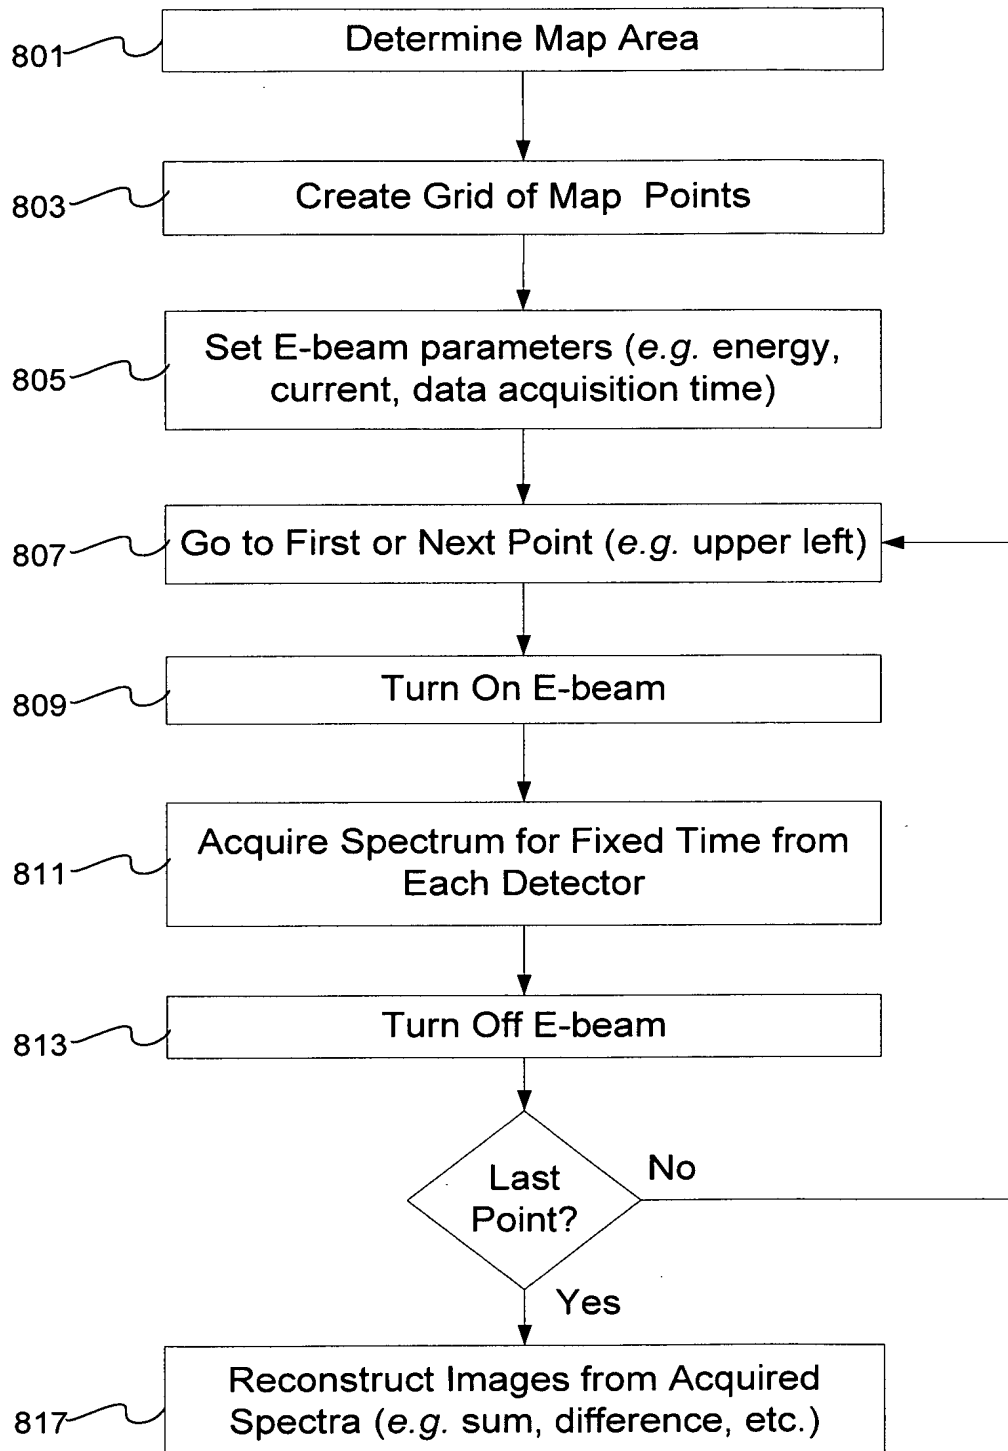 801
Determine Map Area
803
Create Grid of Map Points
805
Set E-beam parameters (e.g. energy,
current, data acquisition time)
807
Go to First or Next Point (e.g. upper left)
809
Turn On E-beam
811
Acquire Spectrum for Fixed Time from
Each Detector
813
Turn Off E-beam
Last
Point?
No
Yes
817
Reconstruct Images from Acquired
Spectra (e.g. sum, difference, etc.)